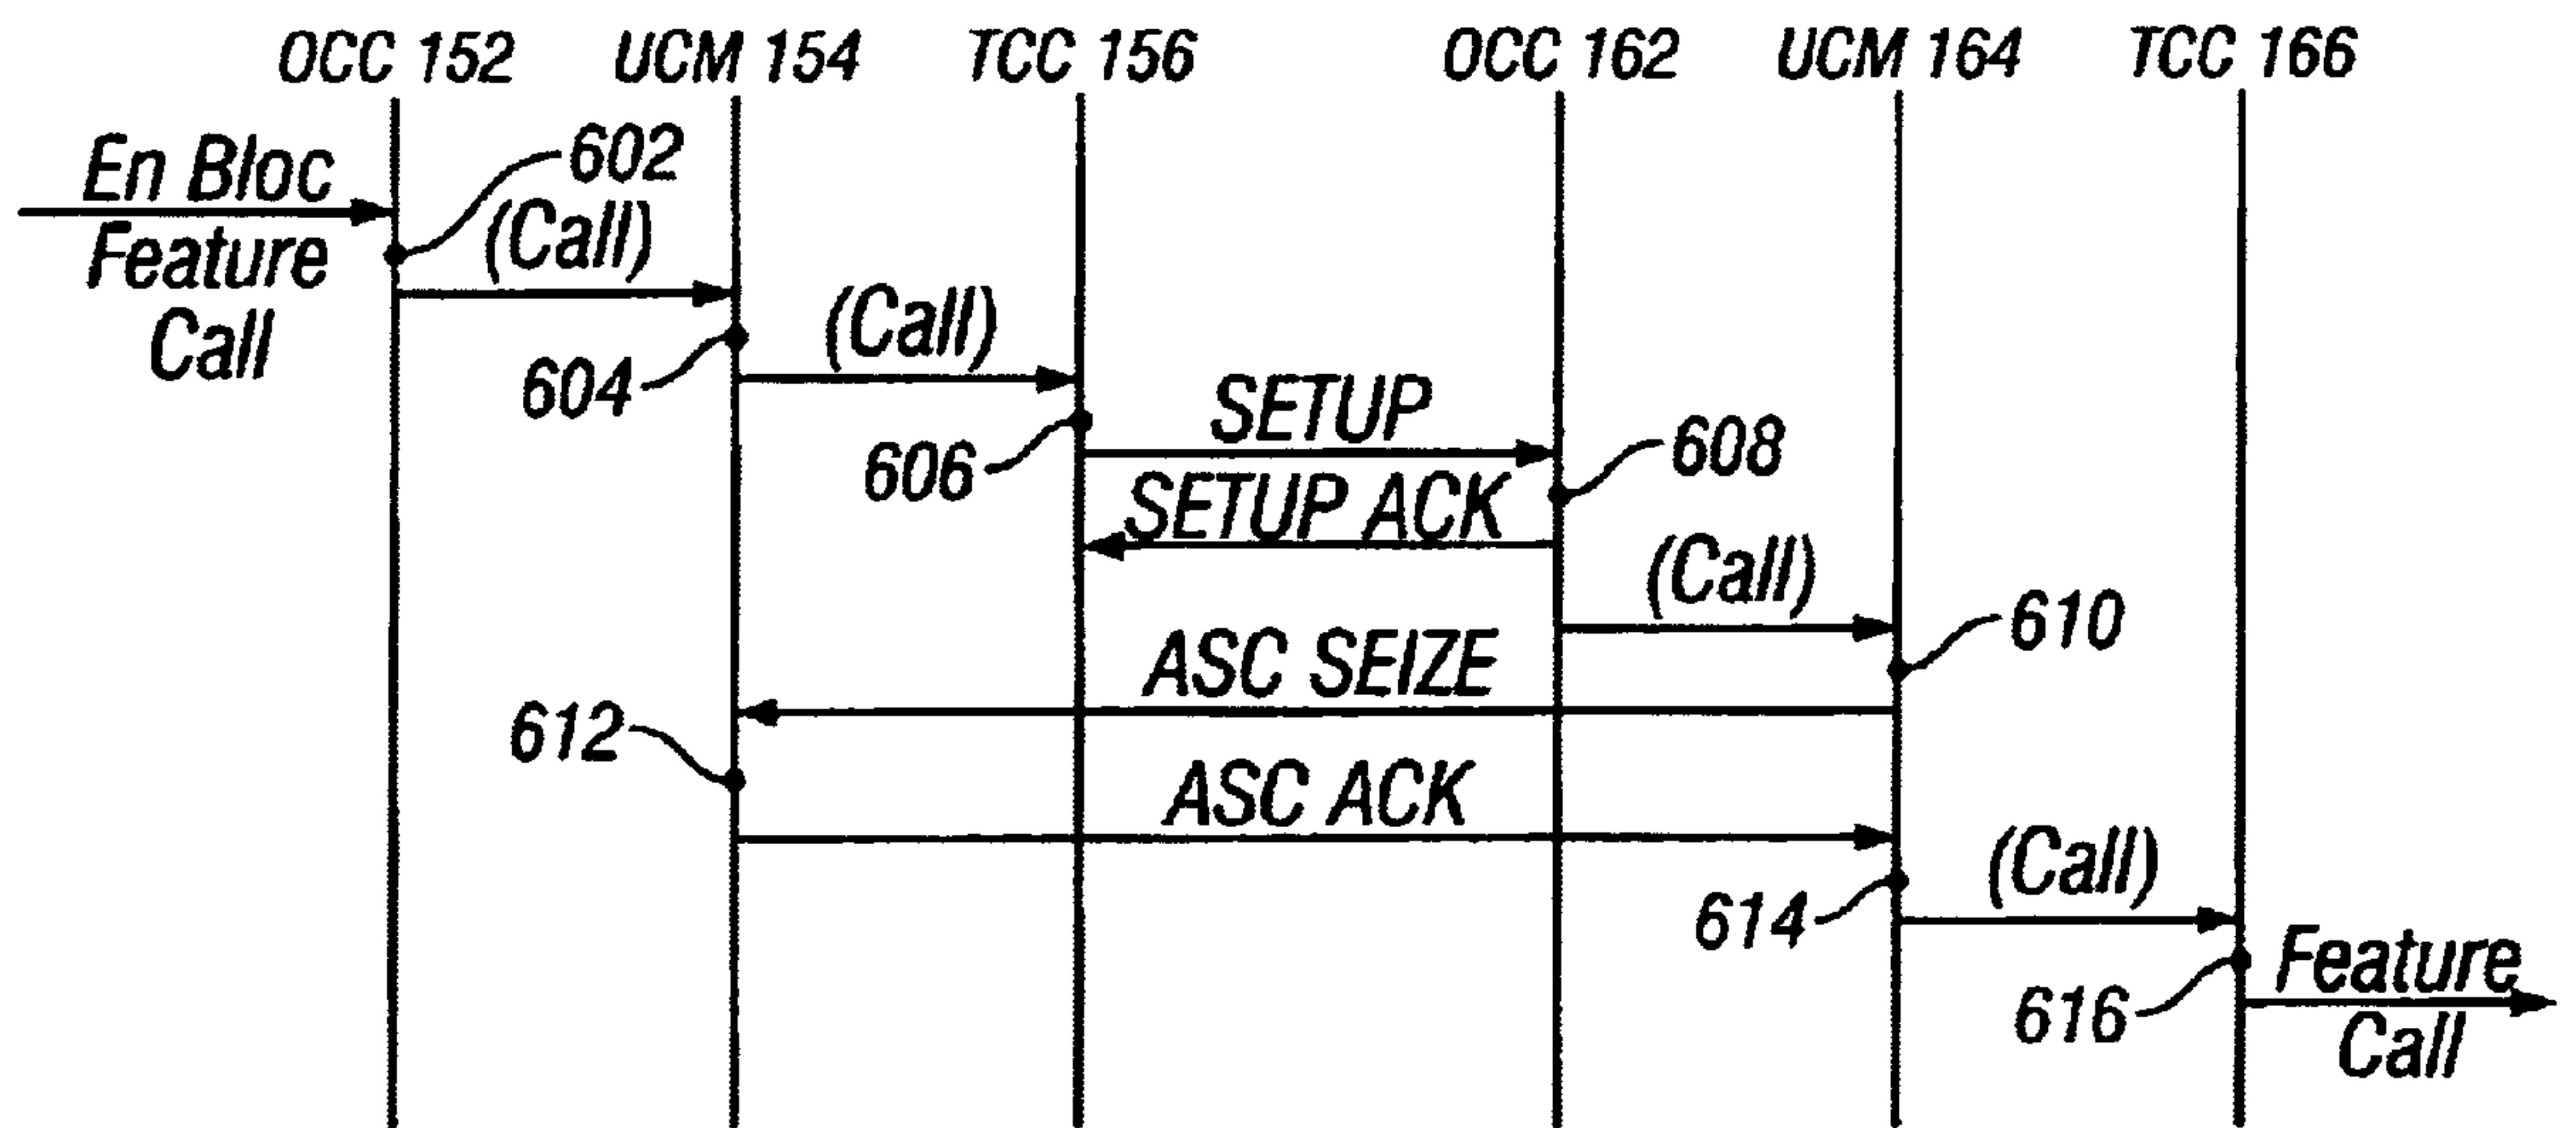 OCC 152 UCM 154 TCC 156 OCC 162 UCM 164 TCC 166
En Bloc
Feature
Call
602
(Call)
604
(Call)
606
SETUP
608
SETUP ACK
(Call)
610
ASC SEIZE
612
ASC ACK
614
(Call)
616
Feature
Call